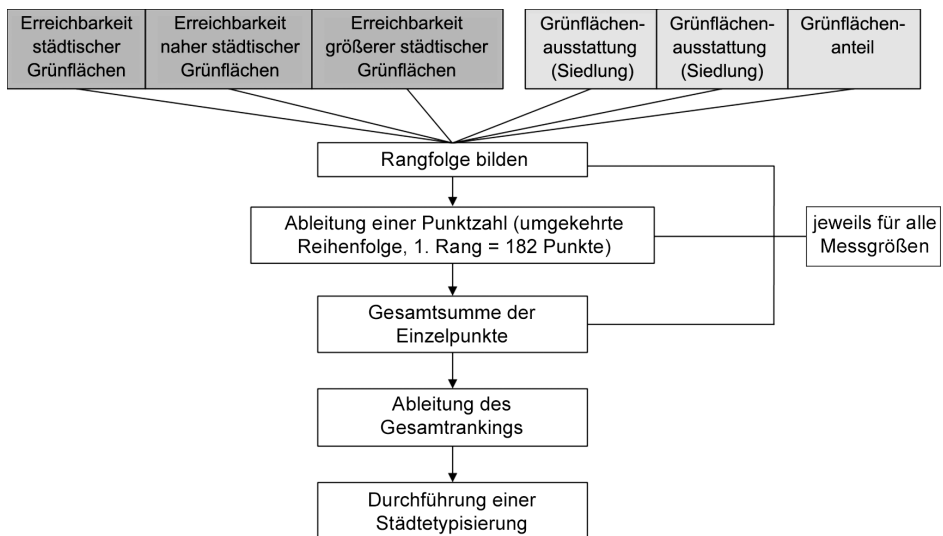 Erreichbarkeit
städtischer
Grünflächen
Erreichbarkeit
naher städtischer
Grünflächen
Erreichbarkeit
größerer städtischer
Grünflächen
Grünflächen-
ausstattung
(Siedlung)
Grünflächen-
ausstattung
(Siedlung)
Grünflächen-
anteil
Rangfolge bilden
Ableitung einer Punktzahl (umgekehrte
Reihenfolge, 1. Rang = 182 Punkte)
jeweils für alle
Messgrößen
Gesamtsumme der
Einzelpunkte
Ableitung des
Gesamtrankings
Durchführung einer
Städtetypisierung